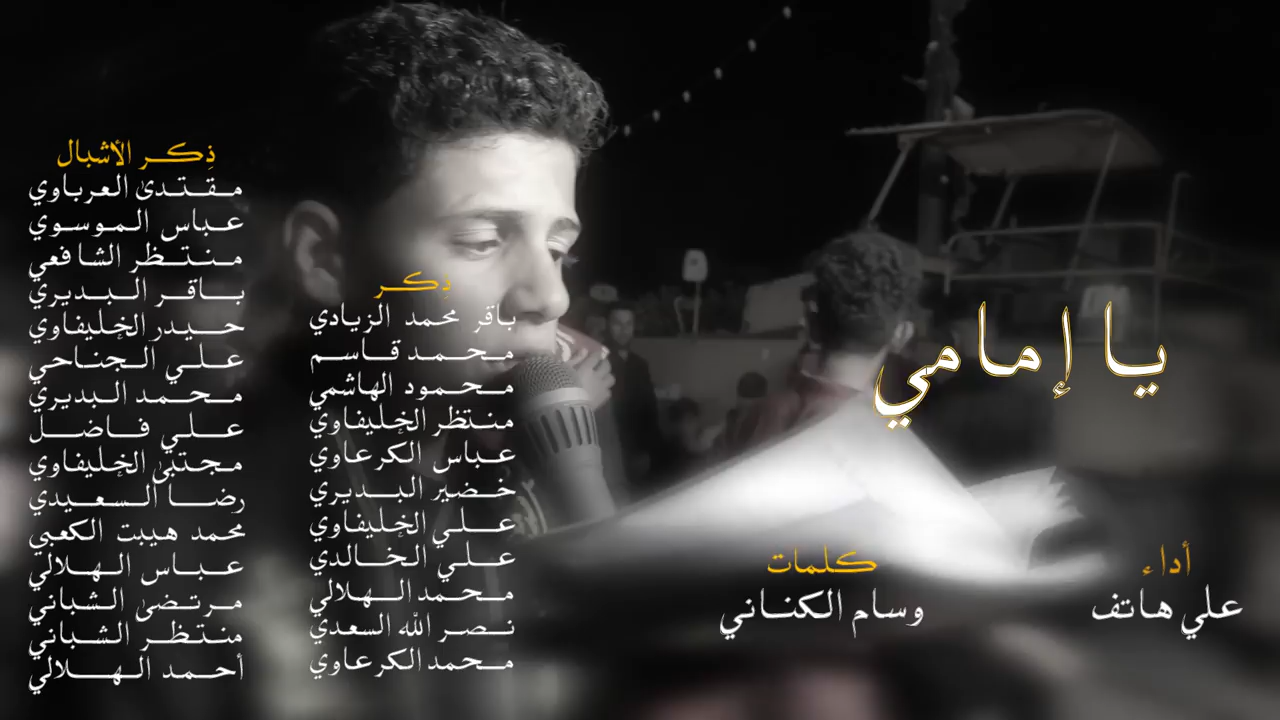 يا إمامي
أداء
علي هاتف
كلمات
وسام الكناني
ذِكر
باقر محمد الزيادي
محمد قاسم
محمود الهاشمي
منتظر الخليفاوي
عباس الكرعاوي
خضير البديري
علي الخليفاوي
علي الخالدي
محمد الهلالي
نصر الله السعدي
محمد الكرعاوي
ذِكر الأشبال
مقتدى العرباوي
عباس الموسوي
منتظر الشافعي
باقر البديري
حيدر الخليفاوي
علي الجناحي
محمد البديري
علي فاضل
مجتبى الخليفاوي
رضا السعيدي
محمد هيبت الكعبي
عباس الهلالي
مرتضى الشباني
منتظر الشباني
أحمد الهلالي